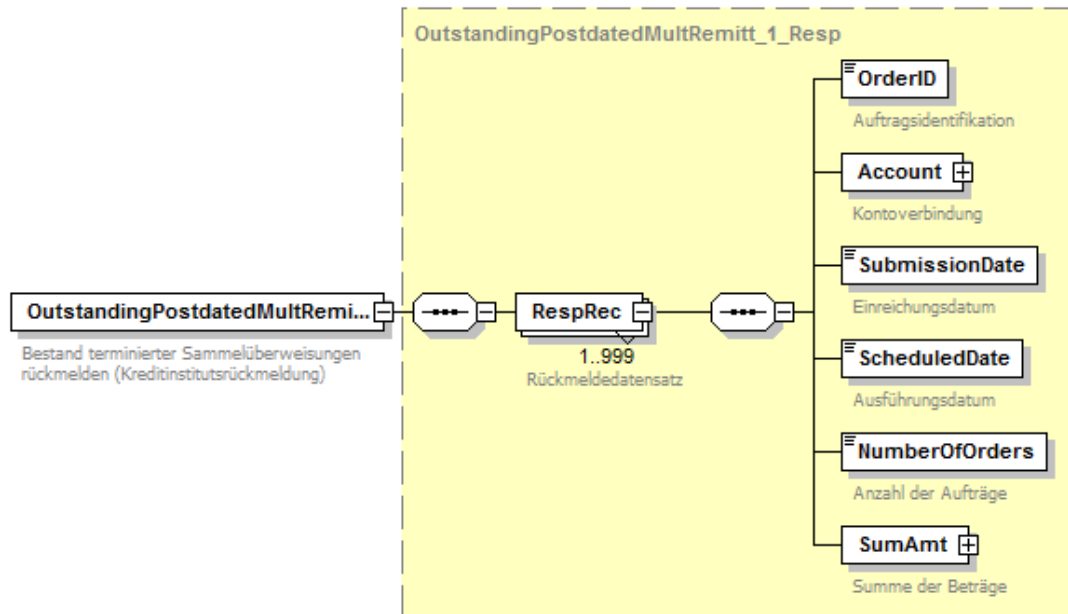 OutstandingPostdatedMultRemitt_1_Resp
OrderID
Auftragsidentifikation
Account
Kontoverbindung
SubmissionDate
Einreichungsdatum
OutstandingPostdatedMultRemi...
Bestand terminierter Sammelüberweisungen
rückmelden (Kreditinstitutsrückmeldung)
RespRec
1..999
Rückmeldedatensatz
ScheduledDate
Ausführungsdatum
NumberOfOrders
Anzahl der Aufträge
SumAmt
Summe der Beträge